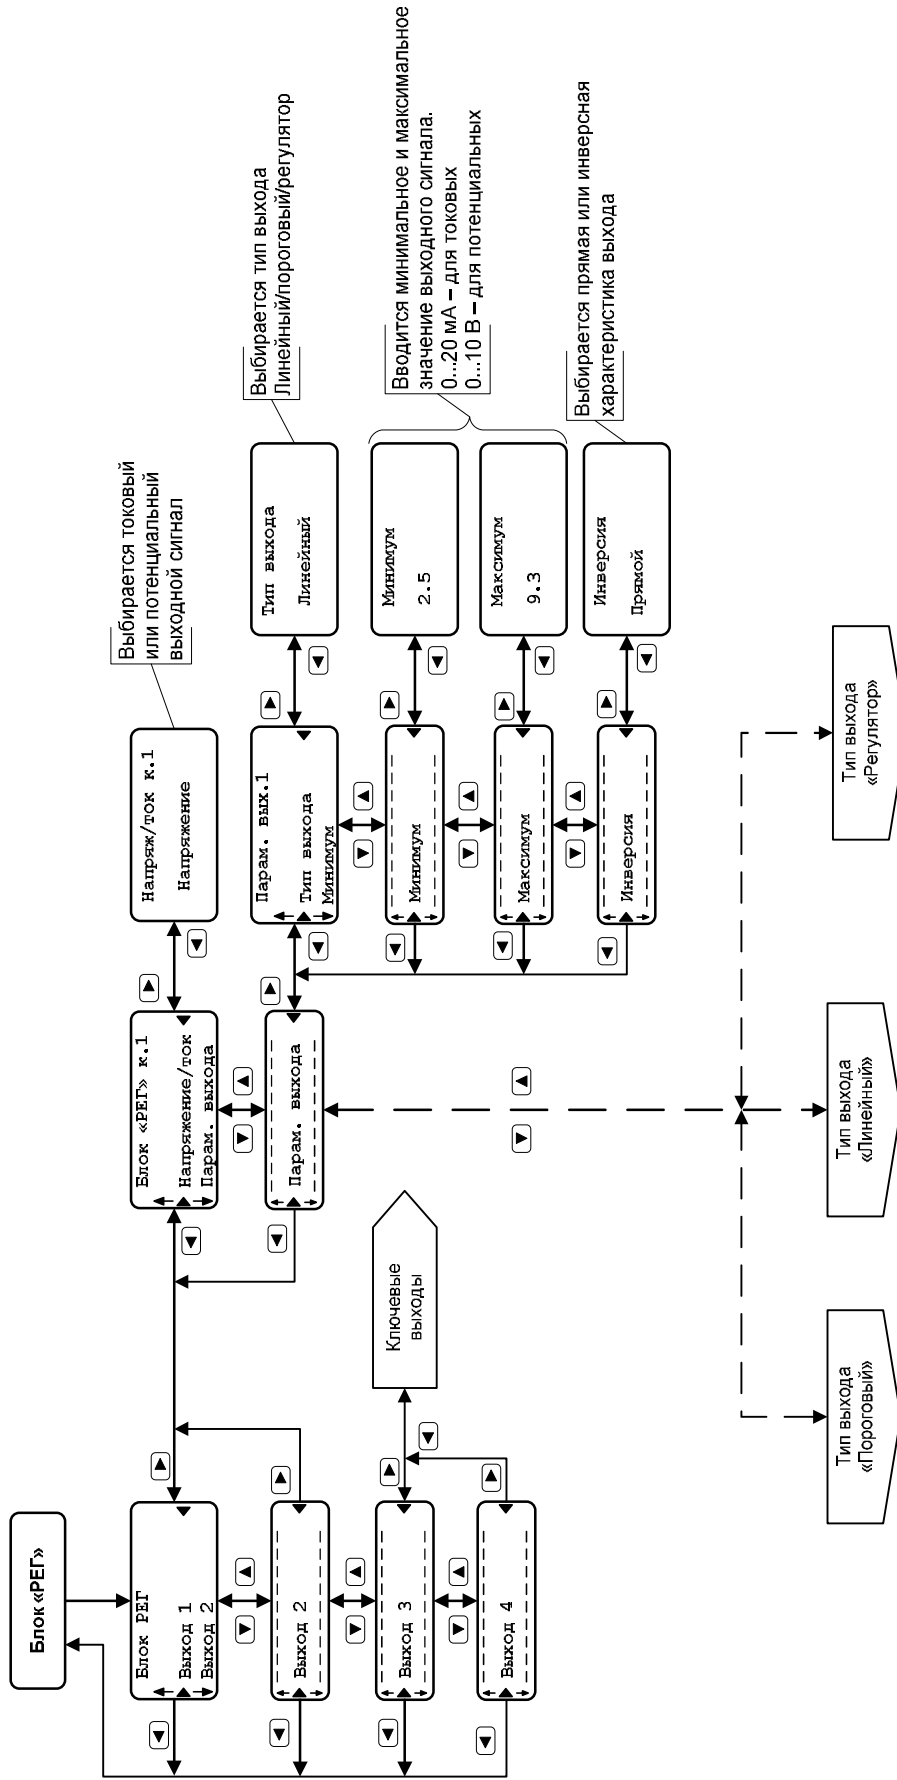 Блок «РЕГ»
Блок РЕГ
Выход 1
Выход 2
Выход 2
Выход 3
Выход 4
Ключевые
выходы
Блок «РЕГ» к.1
Напряжение/ток
Парам. выхода
Парам. выхода
Напряж/ток к.1
Напряжение
Выбирается токовый
или потенциальный
выходной сигнал
Парам. вых.1
Тип выхода
Минимум
Минимум
Максимум
Инверсия
Тип выхода
Линейный
Минимум
2.5
Максимум
9.3
Инверсия
Прямой
Выбирается тип выхода
Линейный/пороговый/регулятор
Вводится минимальное и максимальное
значение выходного сигнала.
0...20 мА – для токовых
0...10 В – для потенциальных
Выбирается прямая или инверсная
характеристика выхода
Тип выхода
«Пороговый»
Тип выхода
«Линейный»
Тип выхода
«Регулятор»